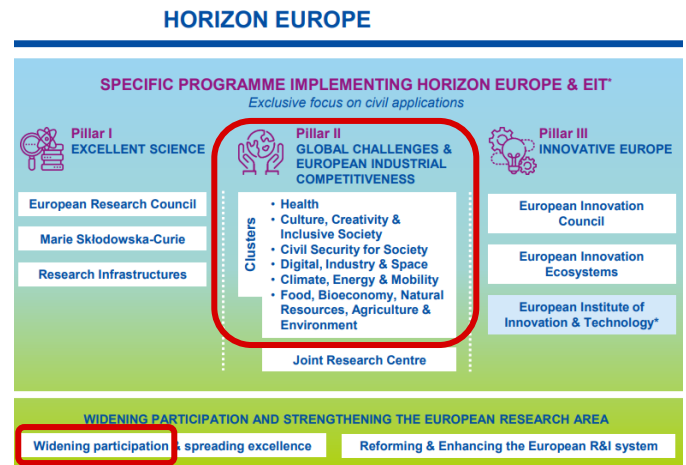 HORIZON EUROPE
SPECIFIC PROGRAMME IMPLEMENTING HORIZON EUROPE & EIT*
Exclusive focus on civil applications
Pillar I
EXCELLENT SCIENCE
European Research Council
Marie Skłodowska-Curie
Research Infrastructures
Pillar II
GLOBAL CHALLENGES &
EUROPEAN INDUSTRIAL
COMPETITIVENESS
Clusters
• Health
• Culture, Creativity &
Inclusive Society
• Civil Security for Society
• Digital, Industry & Space
• Climate, Energy & Mobility
• Food, Bioeconomy, Natural
Resources, Agriculture &
Environment
Joint Research Centre
Pillar III
INNOVATIVE EUROPE
European Innovation
Council
European Innovation
Ecosystems
European Institute of
Innovation & Technology*
WIDENING PARTICIPATION AND STRENGTHENING THE EUROPEAN RESEARCH AREA
Widening participation & spreading excellence
Reforming & Enhancing the European R&I system